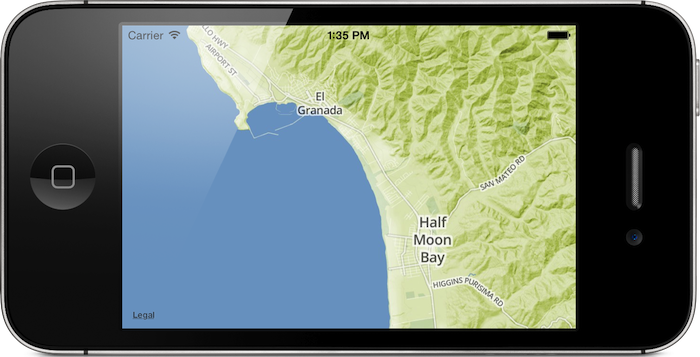 Carrier 1:35 PM
LLO HWY
AIRPORT ST
El
Granada
SAN MATEO RD
Half
Moon
Bay
HIGGINS PURISIMA RD
Legal